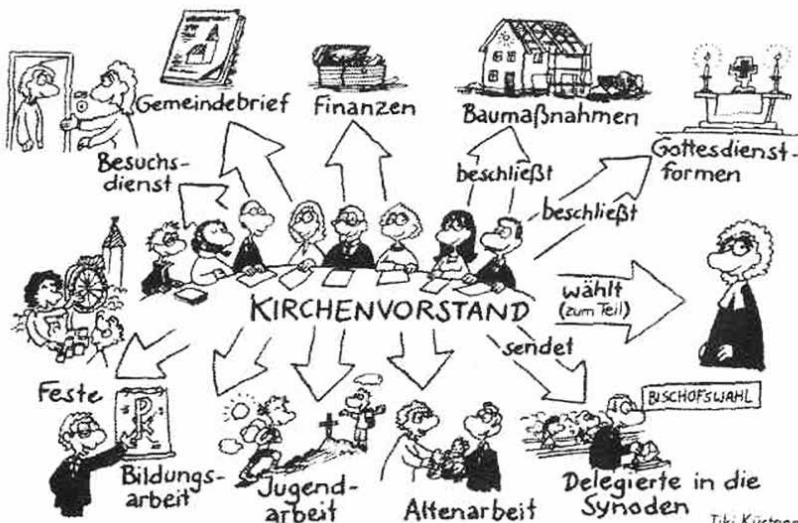 Gemeindebrief
Finanzen
Baumaßnahmen
Gottesdienst-
formen
Besuchs-
dienst
beschließt
beschließt
KIRCHENVORSTAND
wählt
(zum Teil)
sendet
Feste
BISCHOFSWAHL
Bildungs-
arbeit
Jugend-
arbeit
Altenarbeit
Delegierte in die
Synoden
Tiki